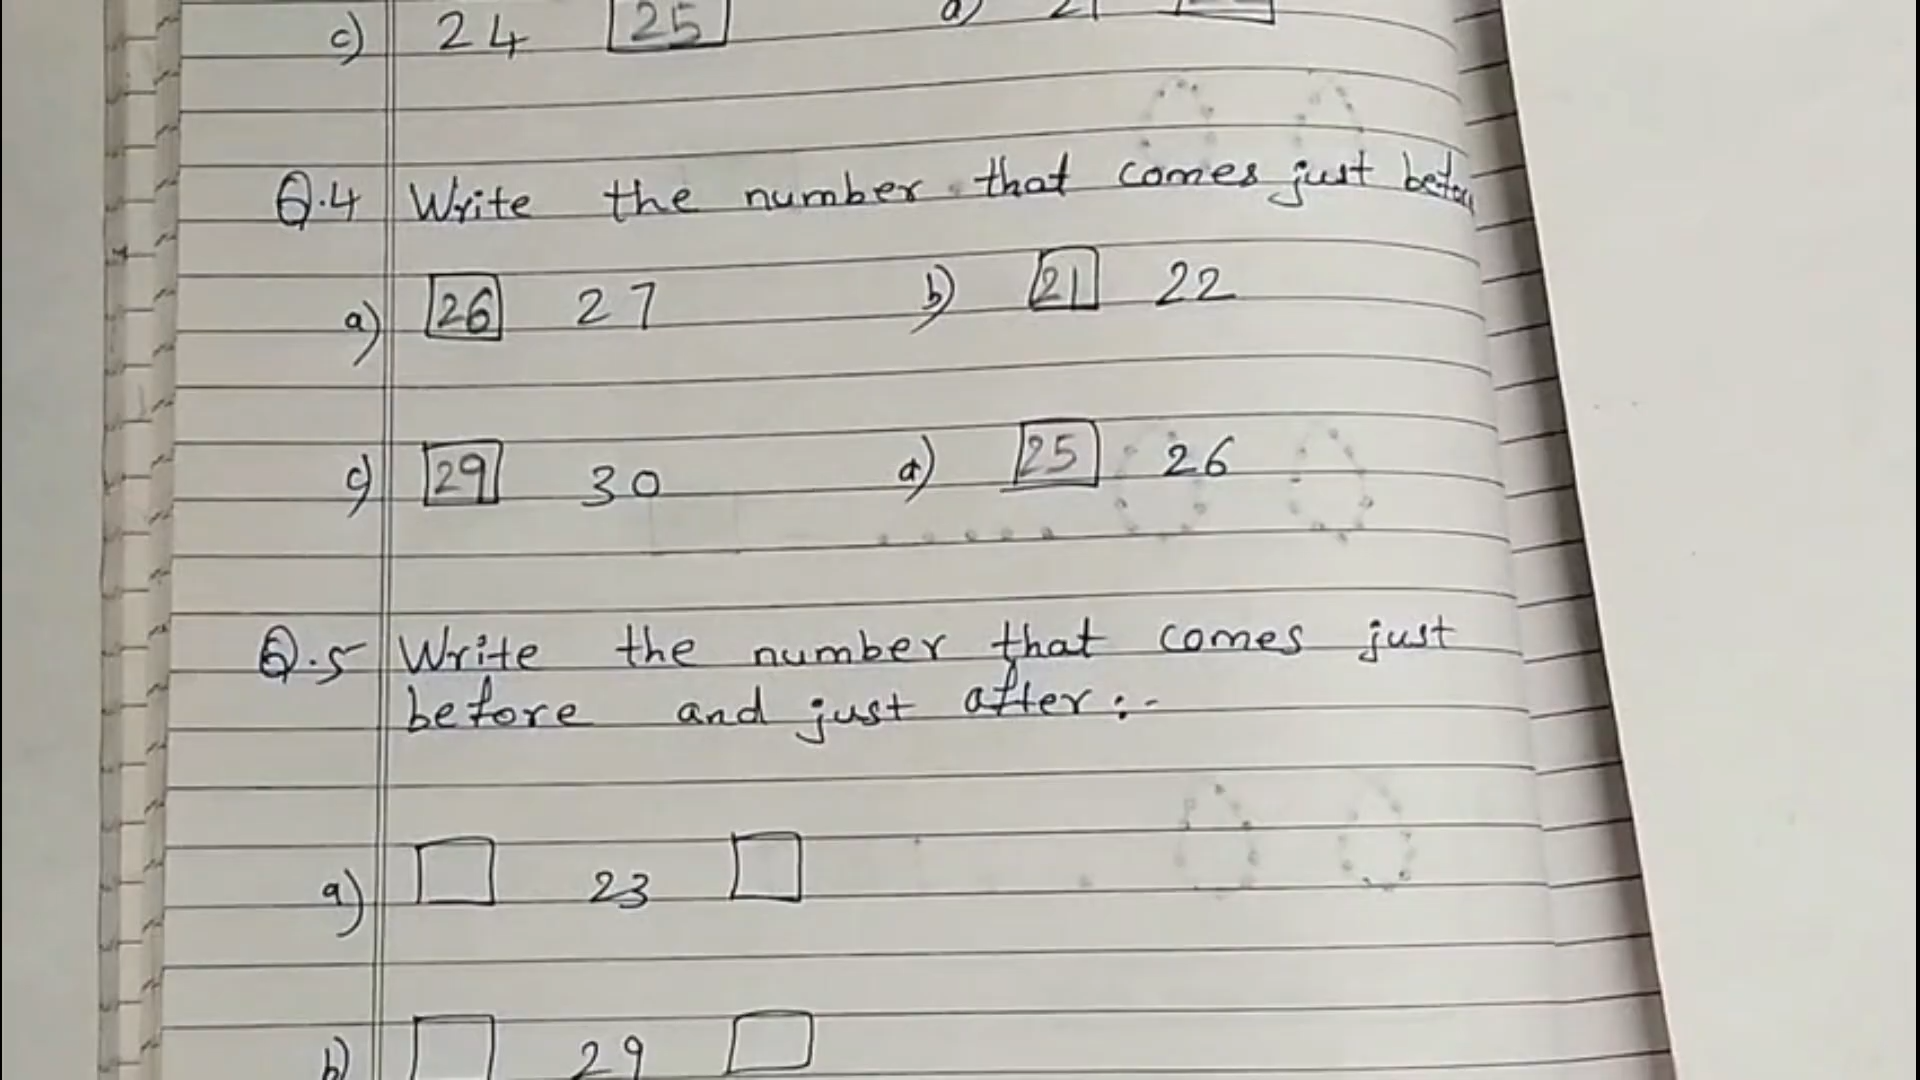 c) 24 25
Q.4 Write the number that comes just before
a) 26 27 b) 21 22
c) 29 30 d) 25 26
Q.5 Write the number that comes just
before and just after :-
a) 23
b) 29